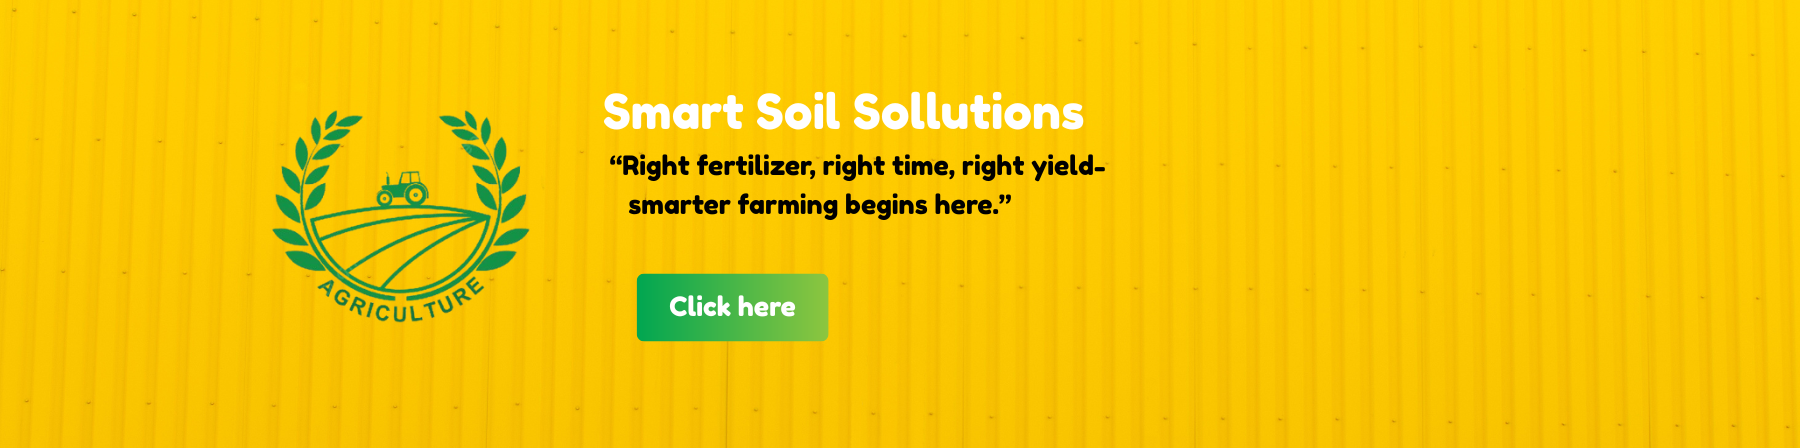 Smart Soil Sollutions
“Right fertilizer, right time, right yield-
smarter farming begins here.”
AGRICULTURE
Click here